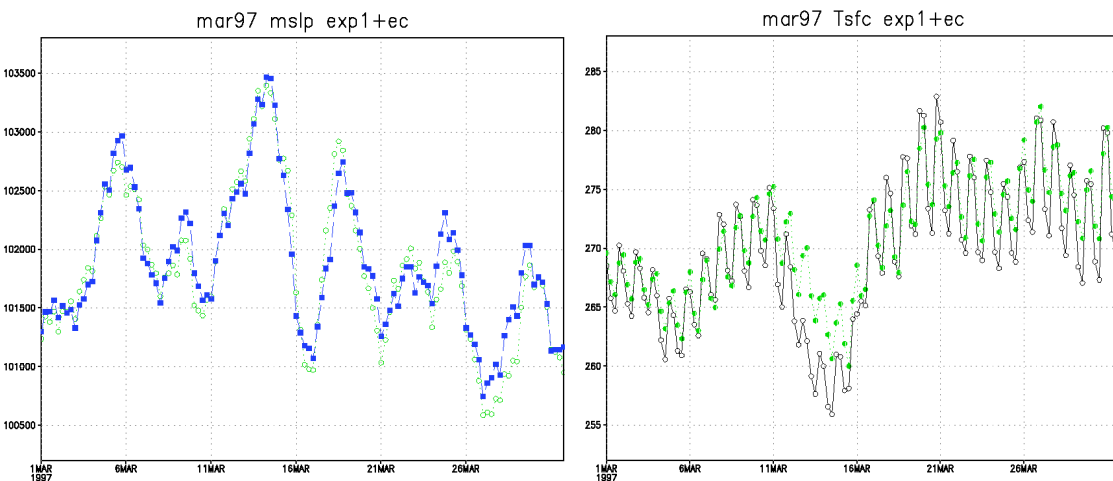 mar97 mslp exp1+ec
103500
103000
102500
102000
101500
101000
100500
1MAR
1997
6MAR
11MAR
16MAR
21MAR
26MAR
mar97 Tsfc exp1+ec
285
280
275
270
265
260
255
1MAR
1997
6MAR
11MAR
16MAR
21MAR
26MAR